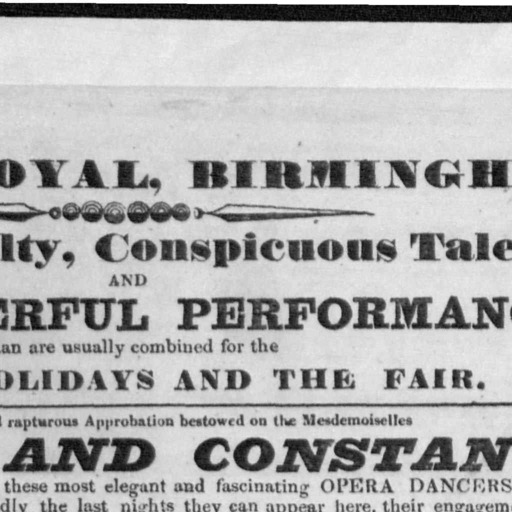 OYAL, BIRMINGH
lty, Conspicuous Tale
AND
ERFUL PERFORMAN
an are usually combined for the
OLIDAYS AND THE FAIR.
rapturous Approbation bestowed on the Mesdemoiselles
AND CONSTAN
these most elegant and fascinating OPERA DANCERS
dly the last nights they can appear here, their engagem